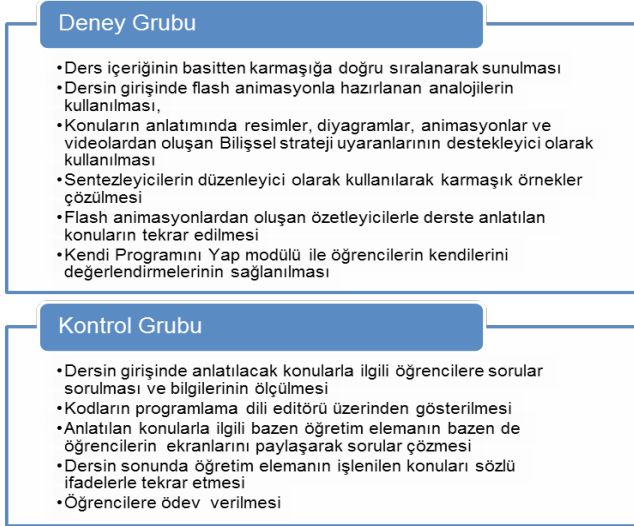 Deney Grubu
•Ders içeriğinin basitten karmaşığa doğru sıralanarak sunulması
•Dersin girişinde flash animasyonla hazırlanan analojilerin
kullanılması,
•Konuların anlatımında resimler, diyagramlar, animasyonlar ve
videolardan oluşan Bilişsel strateji uyaranlarının destekleyici olarak
kullanılması
•Sentezleyicilerin düzenleyici olarak kullanılarak karmaşık örnekler
çözülmesi
•Flash animasyonlardan oluşan özetleyicilerle derste anlatılan
konuların tekrar edilmesi
•Kendi Programını Yap modülü ile öğrencilerin kendilerini
değerlendirmelerinin sağlanılması
Kontrol Grubu
•Dersin girişinde anlatılacak konularla ilgili öğrencilere sorular
sorulması ve bilgilerinin ölçülmesi
•Kodların programlama dili editörü üzerinden gösterilmesi
•Anlatılan konularla ilgili bazen öğretim elemanın bazen de
öğrencilerin ekranlarını paylaşarak sorular çözmesi
•Dersin sonunda öğretim elemanın işlenilen konuları sözlü
ifadelerle tekrar etmesi
•Öğrencilere ödev verilmesi